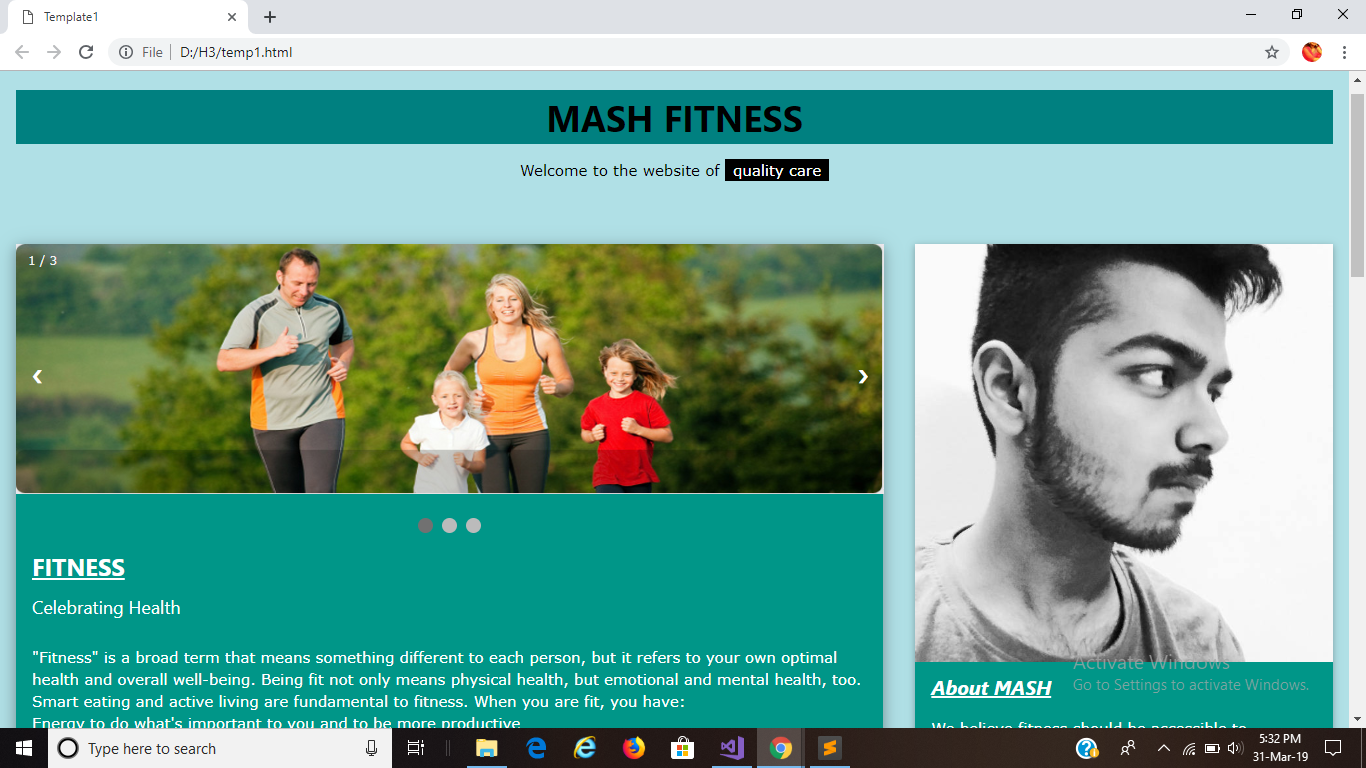 Template1
File
D:/H3/temp1.html
MASH FITNESS
Welcome to the website of quality care
1 / 3
❮
❯
FITNESS
Celebrating Health
"Fitness" is a broad term that means something different to each person, but it refers to your own optimal
health and overall well-being. Being fit not only means physical health, but emotional and mental health, too.
Smart eating and active living are fundamental to fitness. When you are fit, you have:
Energy to do what's important to you and to be more productive
About MASH
We believe fitness should be accessible to
Activate Windows
Go to Settings to activate Windows.
Type here to search
5:32 PM
31-Mar-19